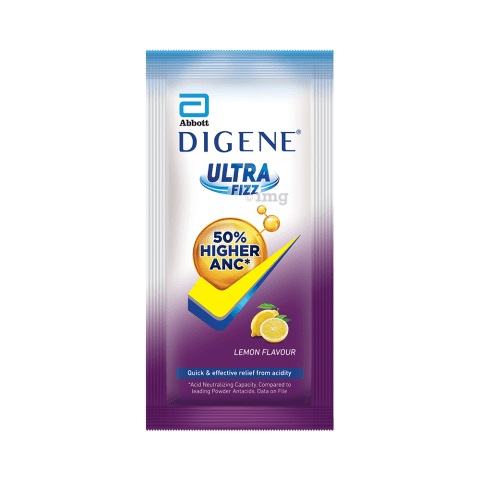 Abbott
DIGENE®
ULTRA
FIZZ
1mg
50%
HIGHER
ANC*
LEMON FLAVOUR
Quick & effective relief from acidity
*Acid Neutralizing Capacity. Compared to
leading Powder Antacids. Data on File